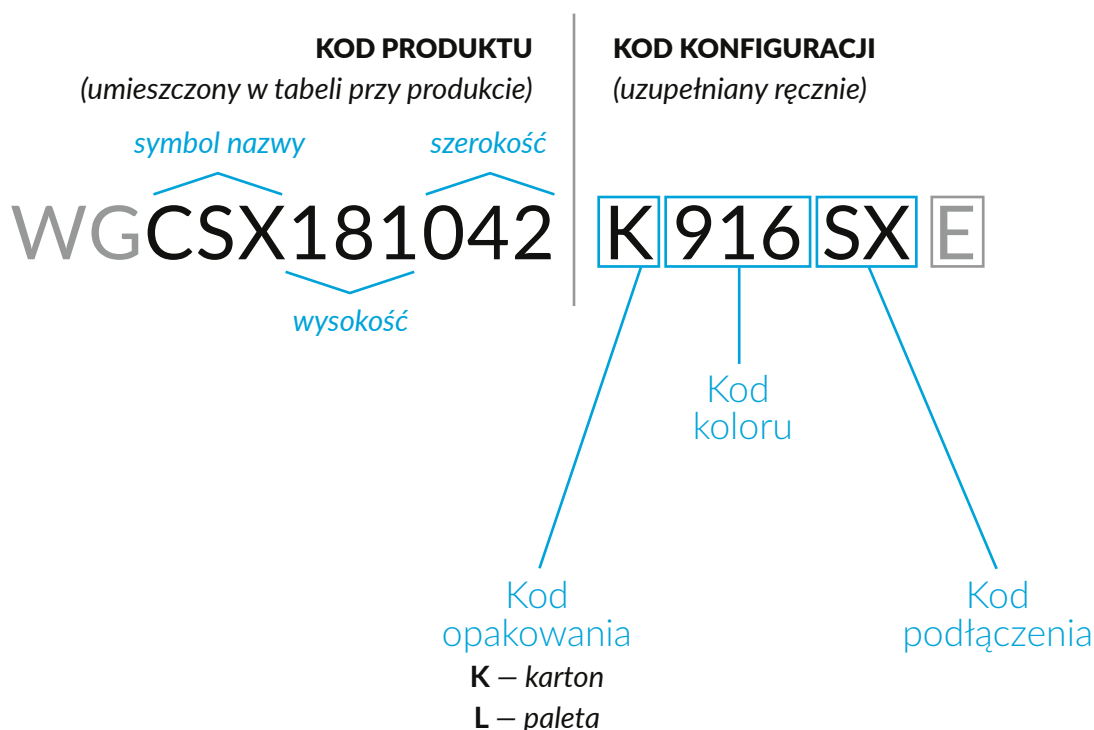 KOD PRODUKTU
(umieszczony w tabeli przy produkcie)
KOD KONFIGURACJI
(uzupełniany ręcznie)
symbol nazwy
szerokość
WGCSX181042 K 916 SX E
wysokość
Kod
koloru
Kod
opakowania
K – karton
L – paleta
Kod
podłączenia